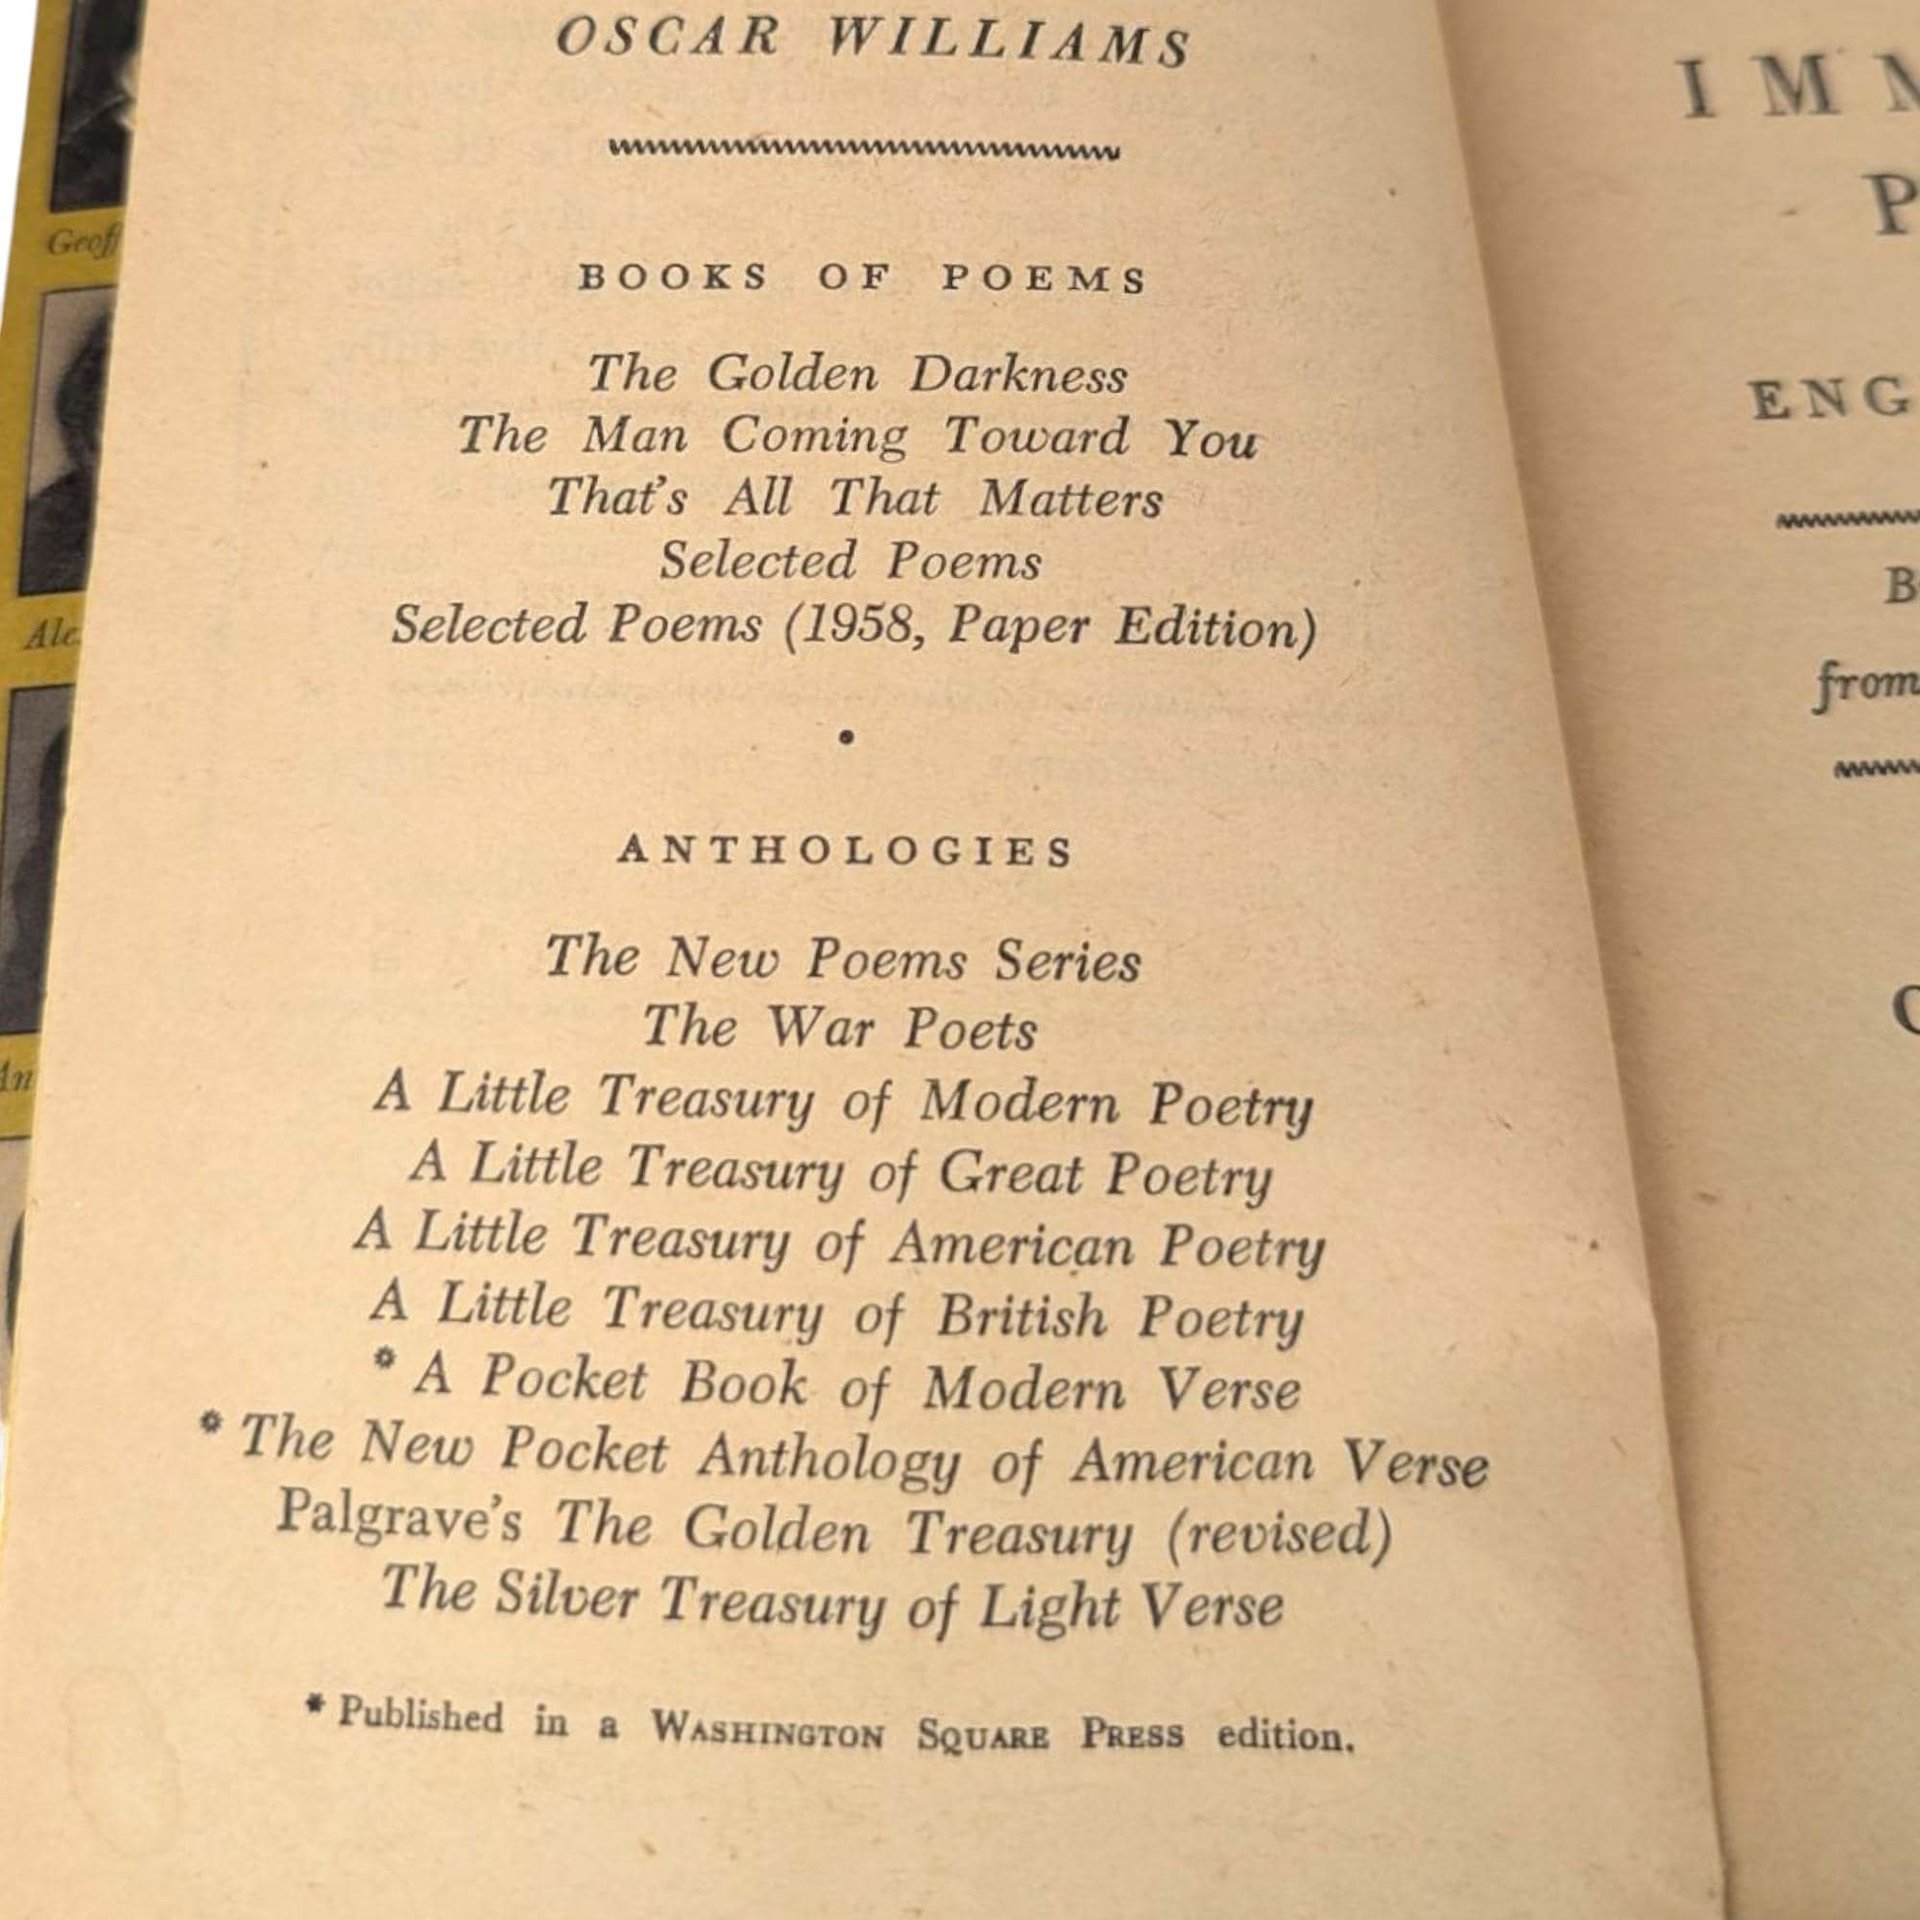 OSCAR WILLIAMS
BOOKS OF POEMS
The Golden Darkness
The Man Coming Toward You
That's All That Matters
Selected Poems
Selected Poems (1958, Paper Edition)
•
ANTHOLOGIES
The New Poems Series
The War Poets
A Little Treasury of Modern Poetry
A Little Treasury of Great Poetry
A Little Treasury of American Poetry
A Little Treasury of British Poetry
* A Pocket Book of Modern Verse
* The New Pocket Anthology of American Verse
Palgrave's The Golden Treasury (revised)
The Silver Treasury of Light Verse
* Published in a WASHINGTON SQUARE PRESS edition.
ENG
from